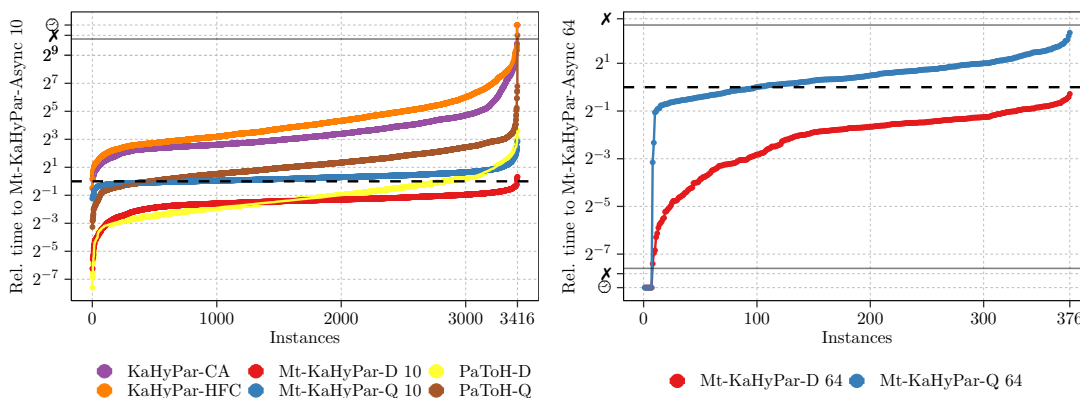 Rel. time to Mt-KaHyPar-Async 10
✗
2^9
2^7
2^5
2^3
2^1
2^−1
2^−3
2^−5
2^−7
0 1000 2000 3000 3416
Instances
KaHyPar-CA Mt-KaHyPar-D 10 PaToH-D
KaHyPar-HFC Mt-KaHyPar-Q 10 PaToH-Q
Rel. time to Mt-KaHyPar-Async 64
✗
2^1
2^−1
2^−3
2^−5
2^−7
✗
0 100 200 300 376
Instances
Mt-KaHyPar-D 64 Mt-KaHyPar-Q 64